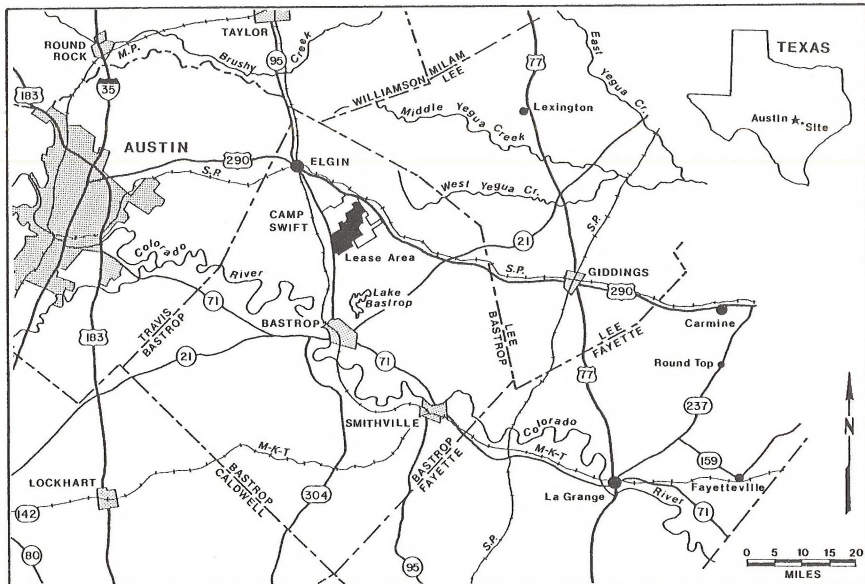 TAYLOR
ROUND
ROCK
M.P.
Brushy
Creek
95
183
35
AUSTIN
290
S.P.
ELGIN
WILLIAMSON
MILAM
LEE
77
East
Yegua Cr.
Lexington
Middle Yegua
Creek
West Yegua Cr.
TEXAS
Austin
Site
CAMP
SWIFT
Lease Area
21
S.P.
S.P.
GIDDINGS
290
Carmine
Colorado
River
71
Lake
Bastrop
BASTROP
TRAVIS
BASTROP
LEE
BASTROP
LEE
FAYETTE
183
21
71
77
Round Top
237
N
SMITHVILLE
Colorado
M-K-T
River
M-K-T
BASTROP
FAYETTE
BASTROP
CALDWELL
LOCKHART
142
80
304
95
S.P.
La Grange
159
Fayetteville
71
0 5 10 15 20
MILES